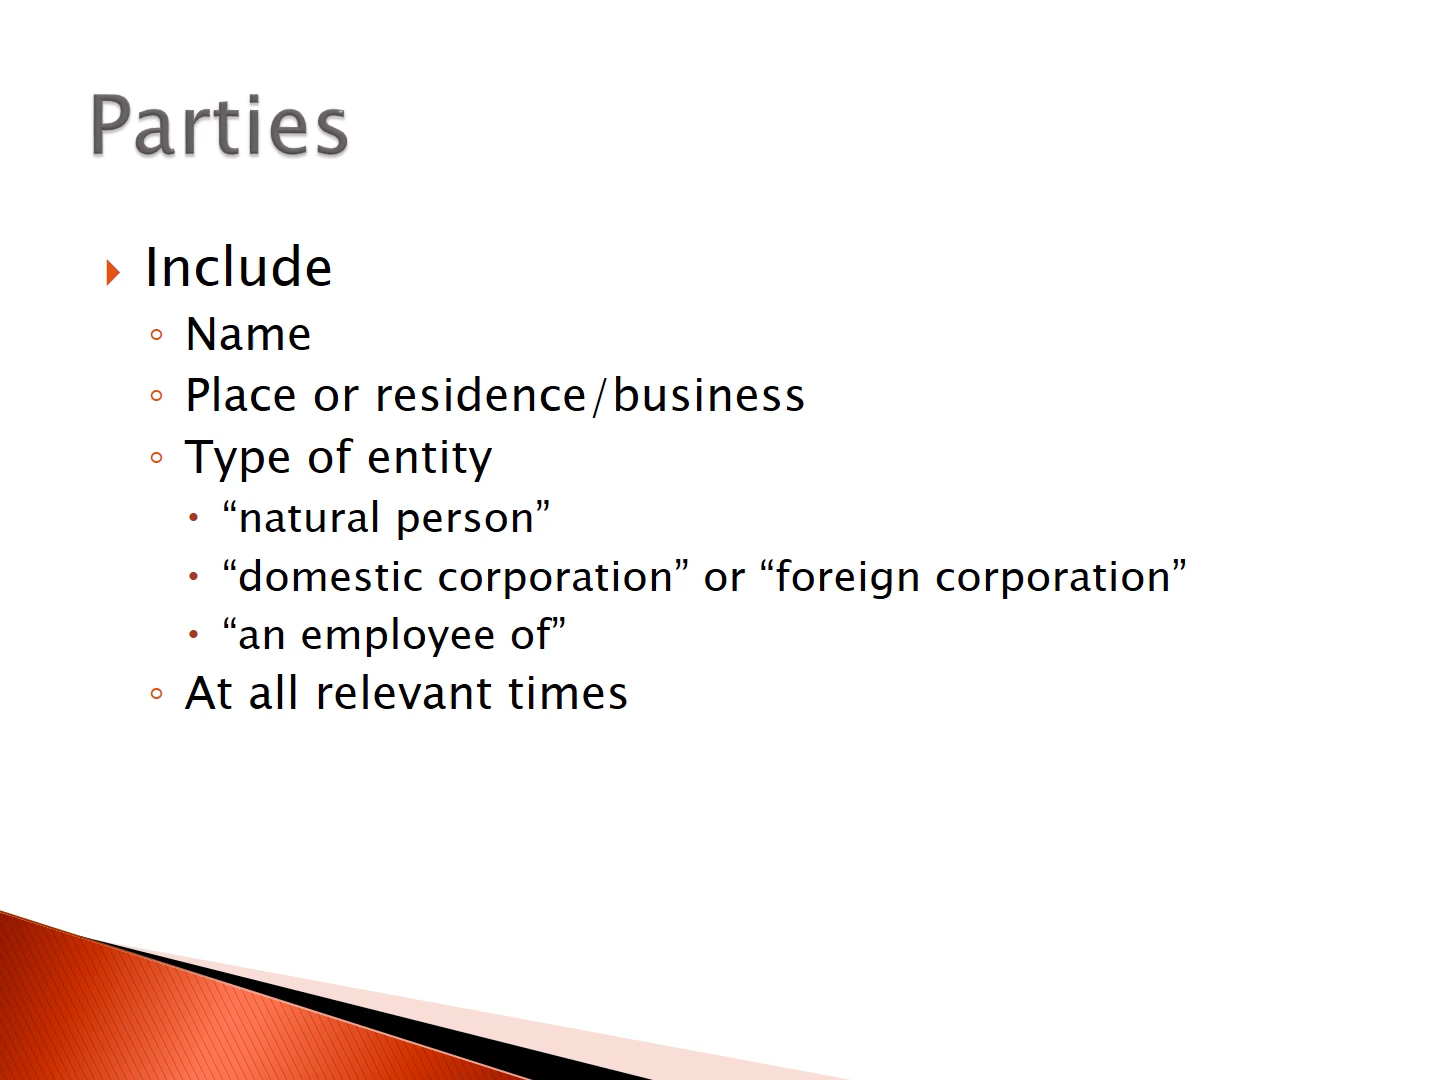 Parties
Include
Name
Place or residence/business
Type of entity
“natural person”
“domestic corporation” or “foreign corporation”
“an employee of”
At all relevant times